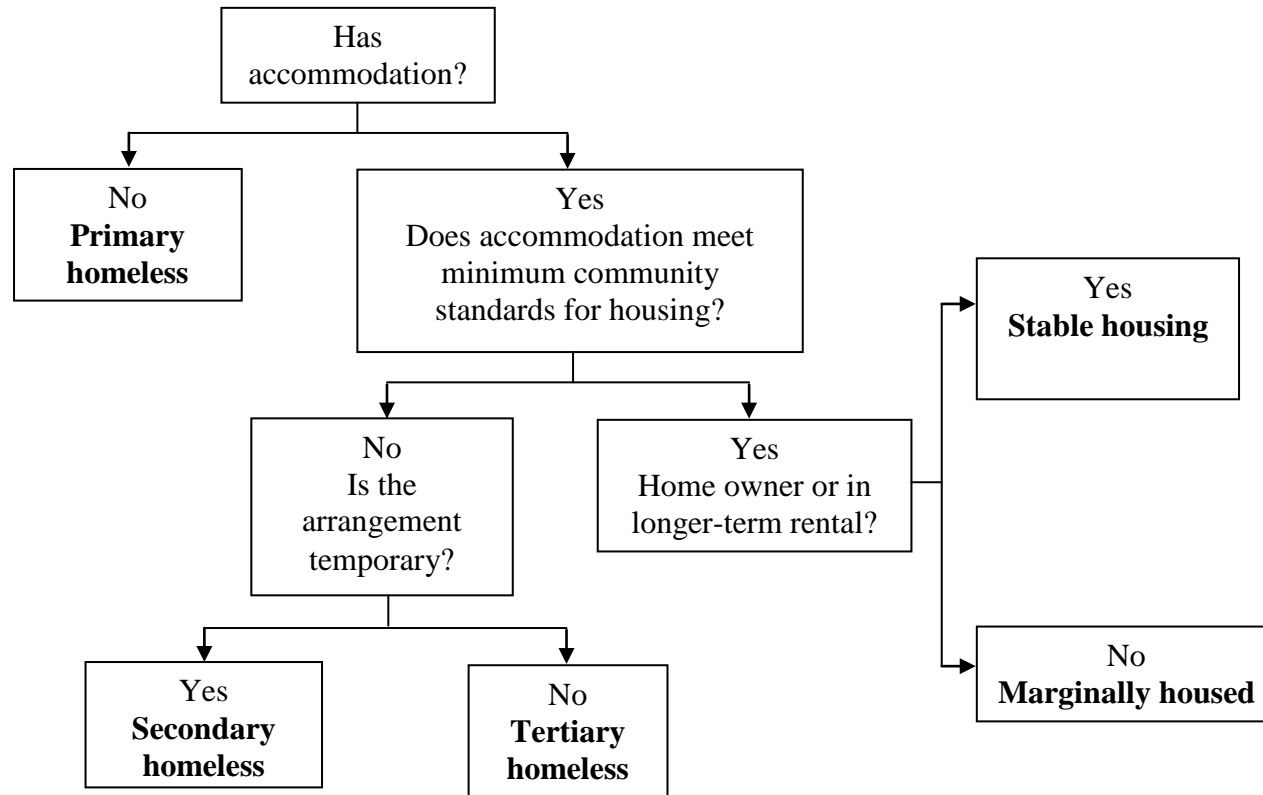 Has
accommodation?
No
Primary
homeless
Yes
Does accommodation meet
minimum community
standards for housing?
Yes
Stable housing
No
Is the
arrangement
temporary?
Yes
Home owner or in
longer-term rental?
Yes
Secondary
homeless
No
Tertiary
homeless
No
Marginally housed